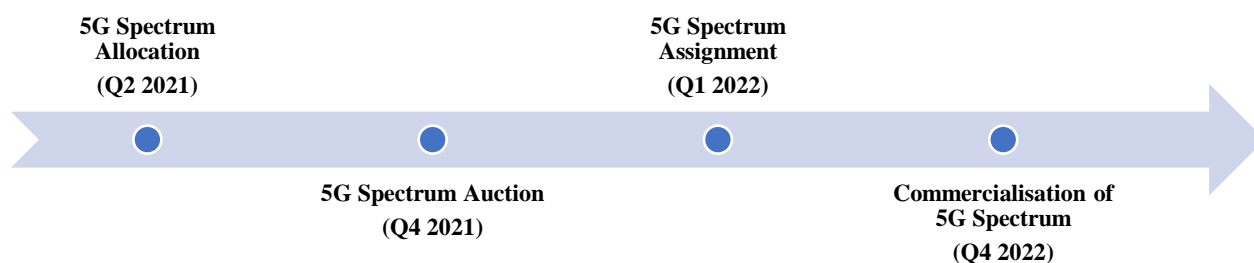 5G Spectrum
Allocation
(Q2 2021)
5G Spectrum Auction
(Q4 2021)
5G Spectrum
Assignment
(Q1 2022)
Commercialisation of
5G Spectrum
(Q4 2022)